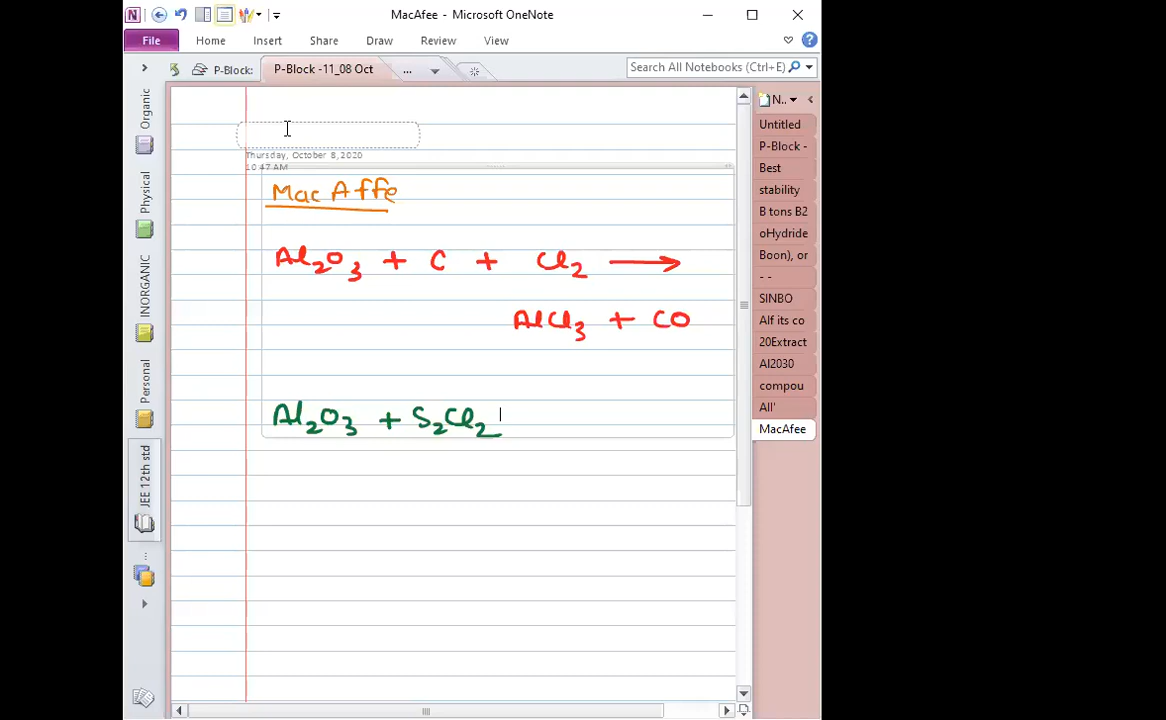 MacAfee - Microsoft OneNote
File Home Insert Share Draw Review View
P-Block: P-Block -11_08 Oct ... Search All Notebooks (Ctrl+E)
Organic
Physical
INORGANIC
Personal
JEE 12th std
Thursday, October 8, 2020
10:47 AM
MacAffe
Al2O3 + C + Cl2 ⟶
AlCl3 + CO
Al2O3 + S2Cl2
N..
Untitled
P-Block -
Best
stability
B tons B2
oHydride
Boon), or
- -
SINBO
Alf its co
20Extract
Al2030
compou
All'
MacAfee